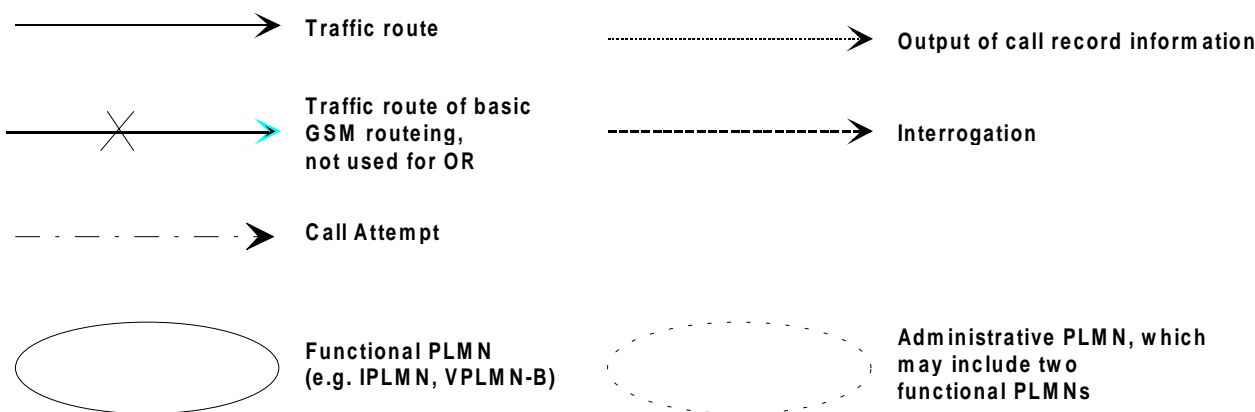 Traffic route
Output of call record information
Traffic route of basic
GSM routeing,
not used for OR
Interrogation
Call Attempt
Functional PLMN
(e.g. IPLMN, VPLMN-B)
Administrative PLMN, which
may include two
functional PLMNs